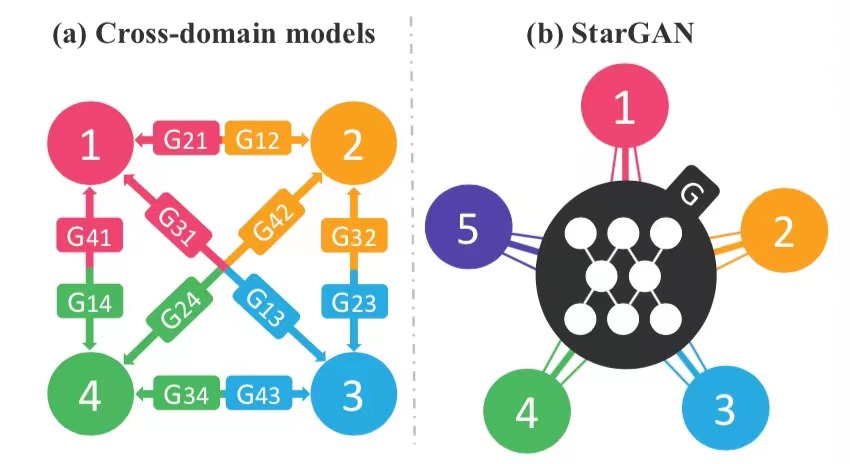 (a) Cross-domain models
(b) StarGAN
1
G21
G12
2
G41
G31
G42
G32
G14
G24
G13
G23
4
G34
G43
3
1
G
5
2
4
3